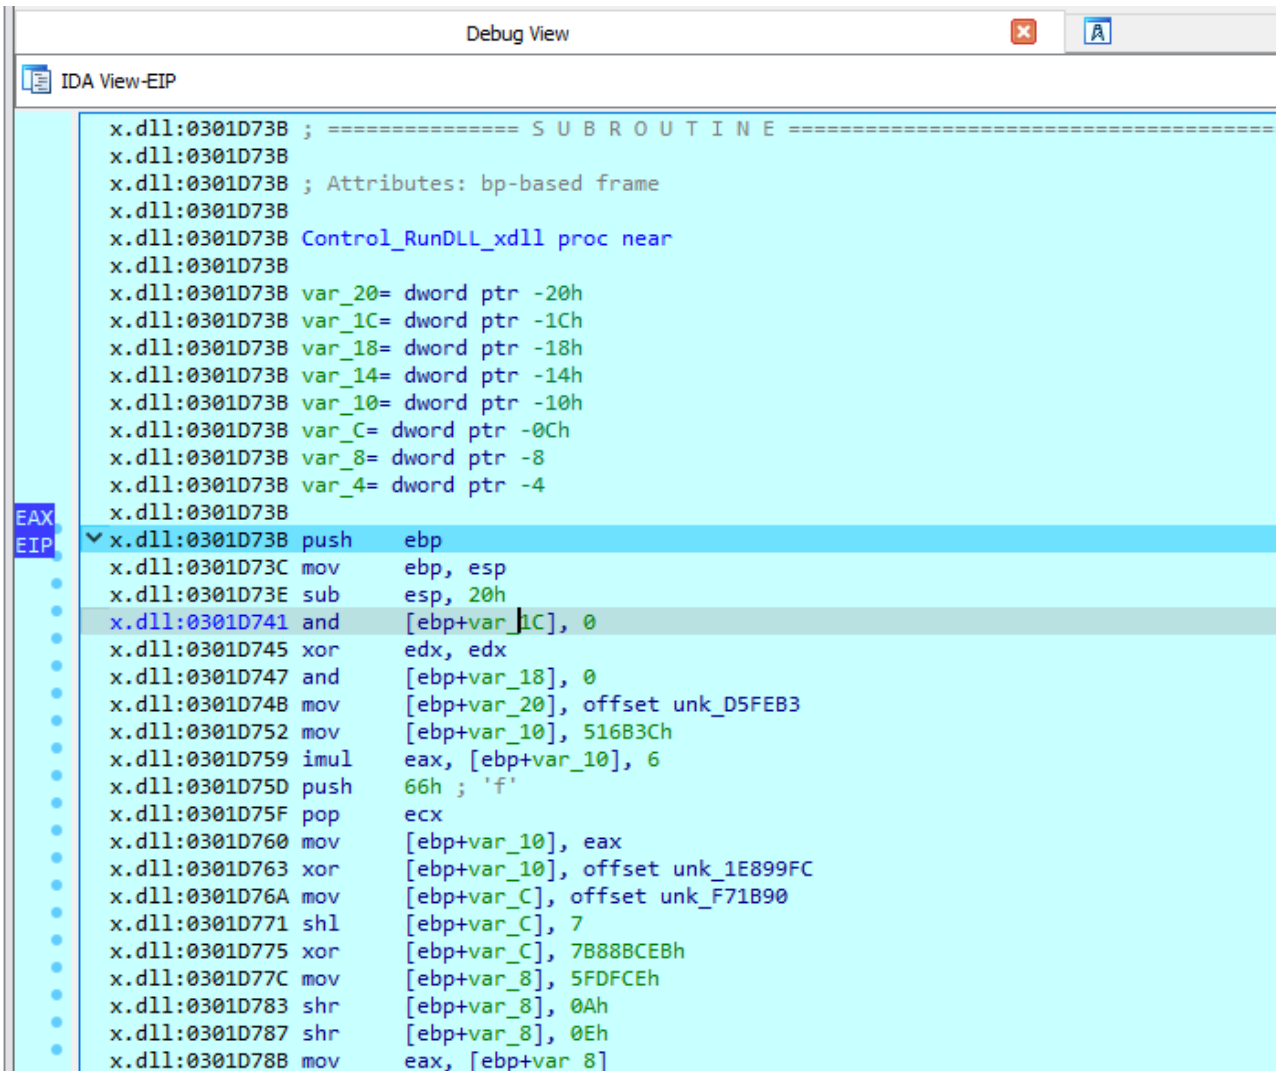 Debug View
IDA View-EIP
x.dll:0301D73B ; =============== S U B R O U T I N E ======================================
x.dll:0301D73B
x.dll:0301D73B ; Attributes: bp-based frame
x.dll:0301D73B
x.dll:0301D73B Control_RunDLL_xdll proc near
x.dll:0301D73B
x.dll:0301D73B var_20= dword ptr -20h
x.dll:0301D73B var_1C= dword ptr -1Ch
x.dll:0301D73B var_18= dword ptr -18h
x.dll:0301D73B var_14= dword ptr -14h
x.dll:0301D73B var_10= dword ptr -10h
x.dll:0301D73B var_C= dword ptr -0Ch
x.dll:0301D73B var_8= dword ptr -8
x.dll:0301D73B var_4= dword ptr -4
EAX x.dll:0301D73B
EIP x.dll:0301D73B push ebp
x.dll:0301D73C mov ebp, esp
x.dll:0301D73E sub esp, 20h
x.dll:0301D741 and [ebp+var_1C], 0
x.dll:0301D745 xor edx, edx
x.dll:0301D747 and [ebp+var_18], 0
x.dll:0301D74B mov [ebp+var_20], offset unk_D5FEB3
x.dll:0301D752 mov [ebp+var_10], 516B3Ch
x.dll:0301D759 imul eax, [ebp+var_10], 6
x.dll:0301D75D push 66h ; 'f'
x.dll:0301D75F pop ecx
x.dll:0301D760 mov [ebp+var_10], eax
x.dll:0301D763 xor [ebp+var_10], offset unk_1E899FC
x.dll:0301D76A mov [ebp+var_C], offset unk_F71B90
x.dll:0301D771 shl [ebp+var_C], 7
x.dll:0301D775 xor [ebp+var_C], 7B88BCEBh
x.dll:0301D77C mov [ebp+var_8], 5FDFCEh
x.dll:0301D783 shr [ebp+var_8], 0Ah
x.dll:0301D787 shr [ebp+var_8], 0Eh
x.dll:0301D78B mov eax, [ebp+var_8]